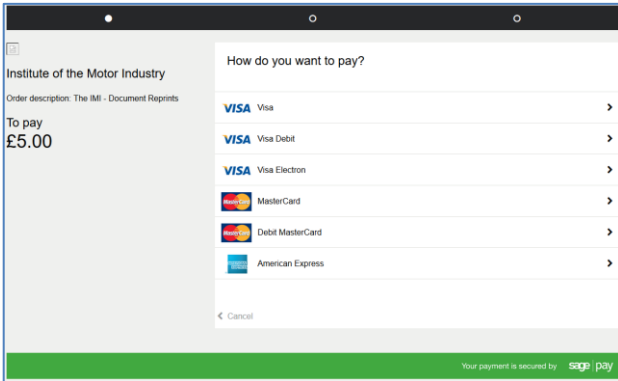 Institute of the Motor Industry
Order description: The IMI - Document Reprints
To pay
£5.00
How do you want to pay?
VISA Visa
VISA Visa Debit
VISA Visa Electron
MasterCard MasterCard
MasterCard Debit MasterCard
American Express
Cancel
Your payment is secured by sage pay